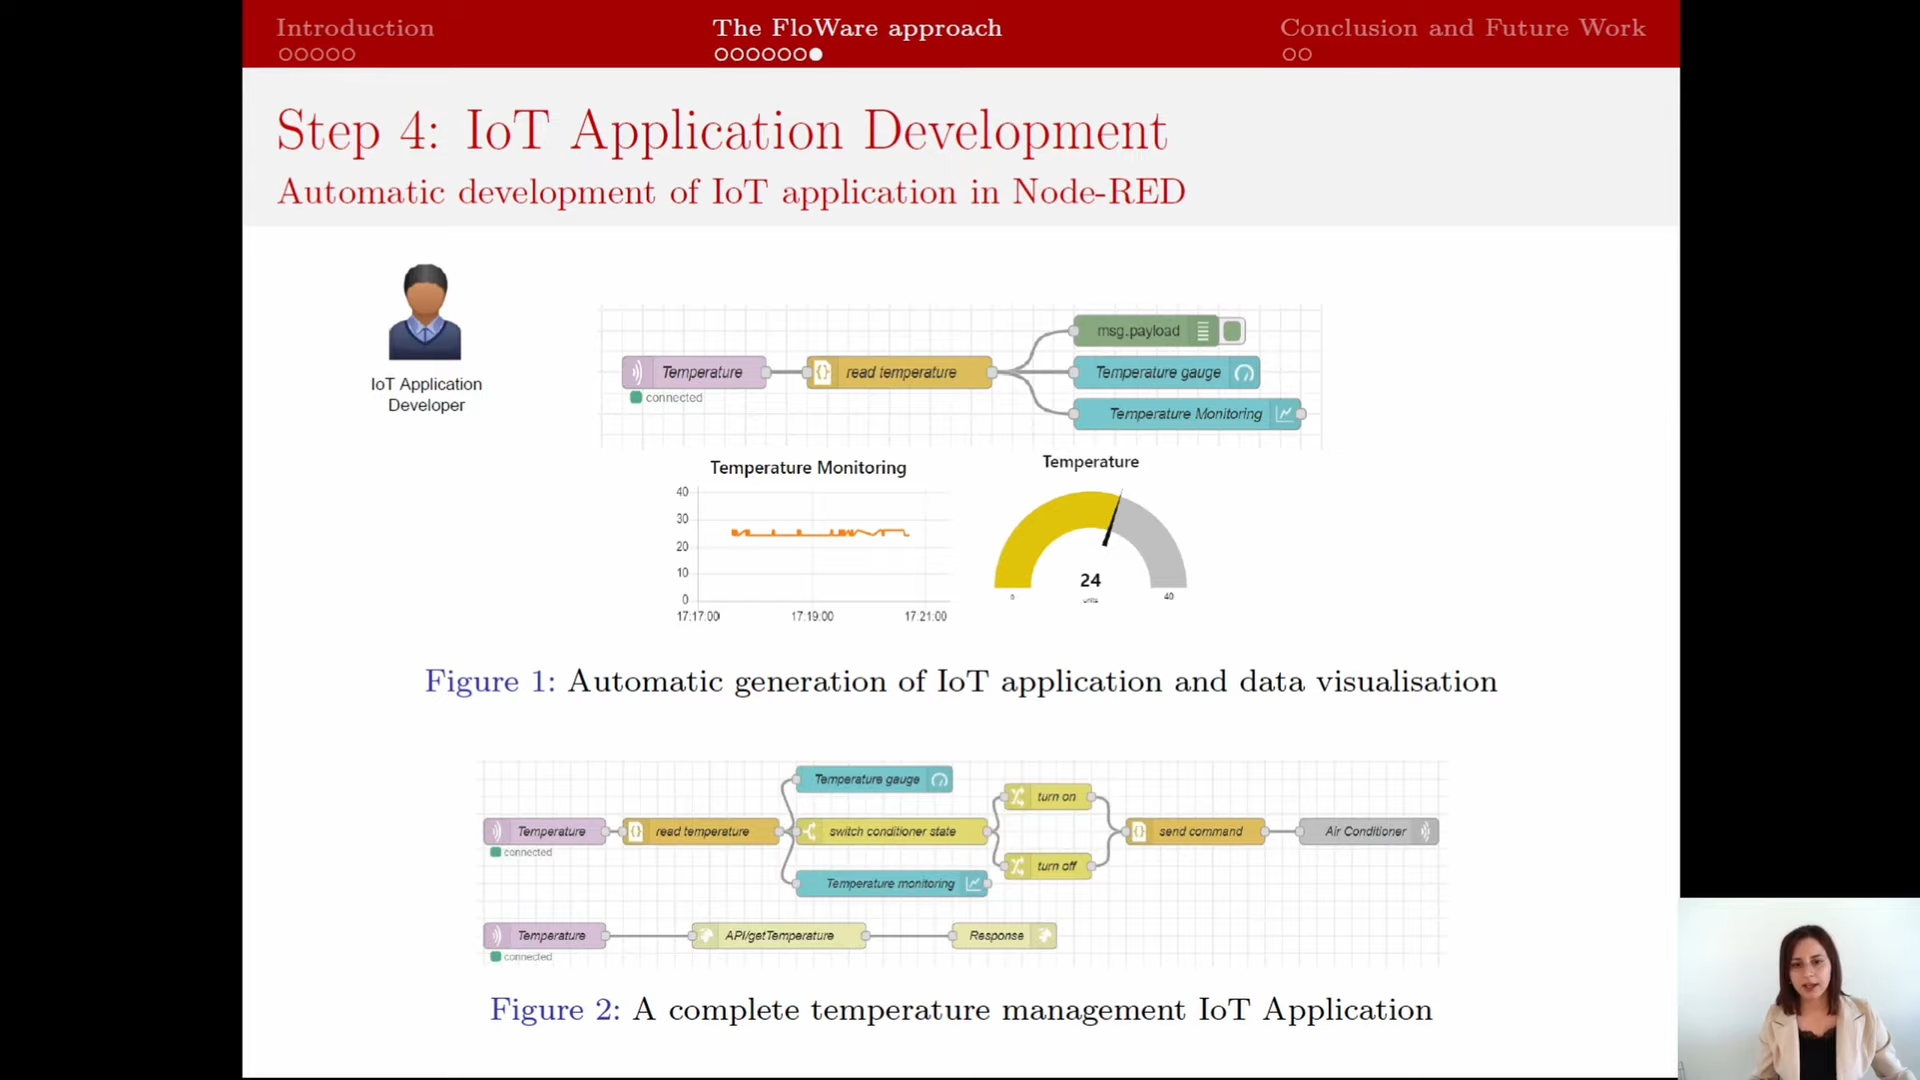 Introduction
The FloWare approach
Conclusion and Future Work
Step 4: IoT Application Development
Automatic development of IoT application in Node-RED
IoT Application
Developer
msg.payload
Temperature
read temperature
Temperature gauge
connected
Temperature Monitoring
Temperature Monitoring
40
30
20
10
0
17:17:00
17:19:00
17:21:00
Temperature
24
0
units
40
Figure 1: Automatic generation of IoT application and data visualisation
Temperature gauge
turn on
Temperature
read temperature
switch conditioner state
send command
Air Conditioner
connected
turn off
Temperature monitoring
Temperature
API/getTemperature
Response
connected
Figure 2: A complete temperature management IoT Application